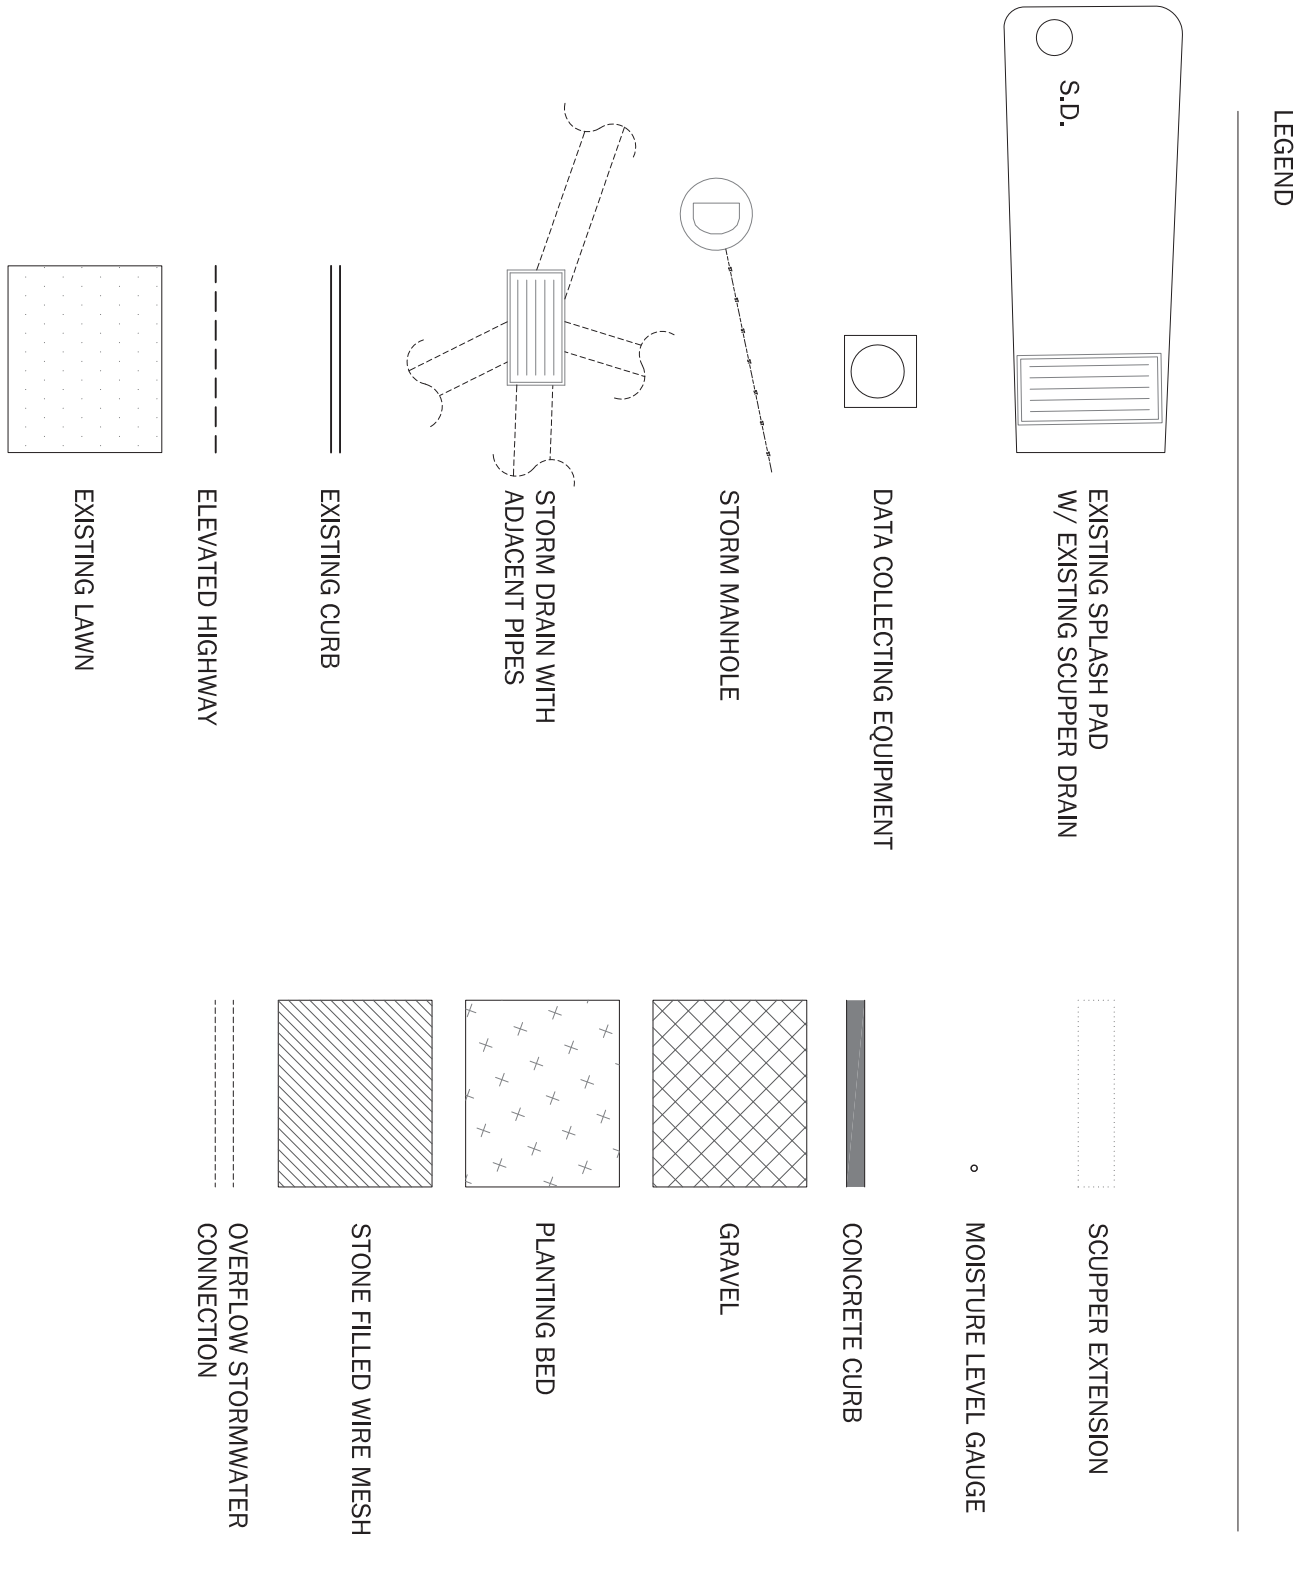 LEGEND
S.D.
EXISTING SPLASH PAD
W/ EXISTING SCUPPER DRAIN
DATA COLLECTING EQUIPMENT
STORM MANHOLE
STORM DRAIN WITH
ADJACENT PIPES
EXISTING CURB
ELEVATED HIGHWAY
EXISTING LAWN
SCUPPER EXTENSION
MOISTURE LEVEL GAUGE
CONCRETE CURB
GRAVEL
PLANTING BED
STONE FILLED WIRE MESH
OVERFLOW STORMWATER
CONNECTION